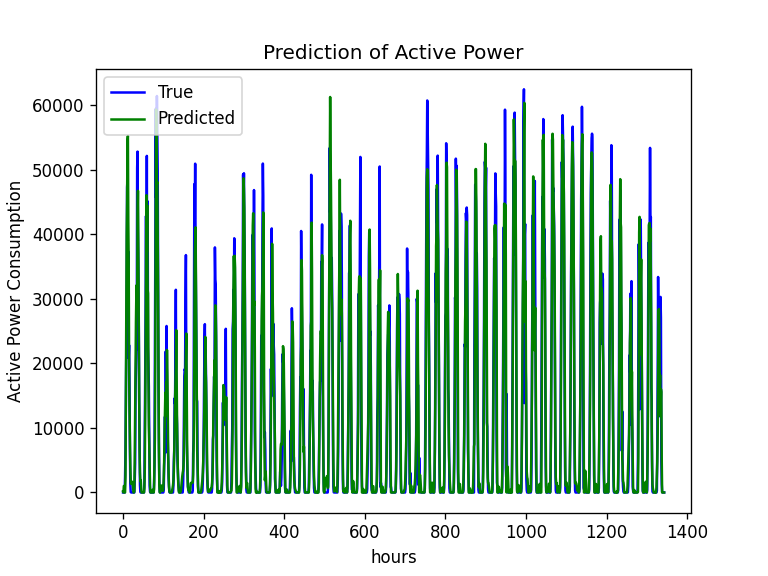 Prediction of Active Power
True
Predicted
Active Power Consumption
60000
50000
40000
30000
20000
10000
0
0 200 400 600 800 1000 1200 1400
hours